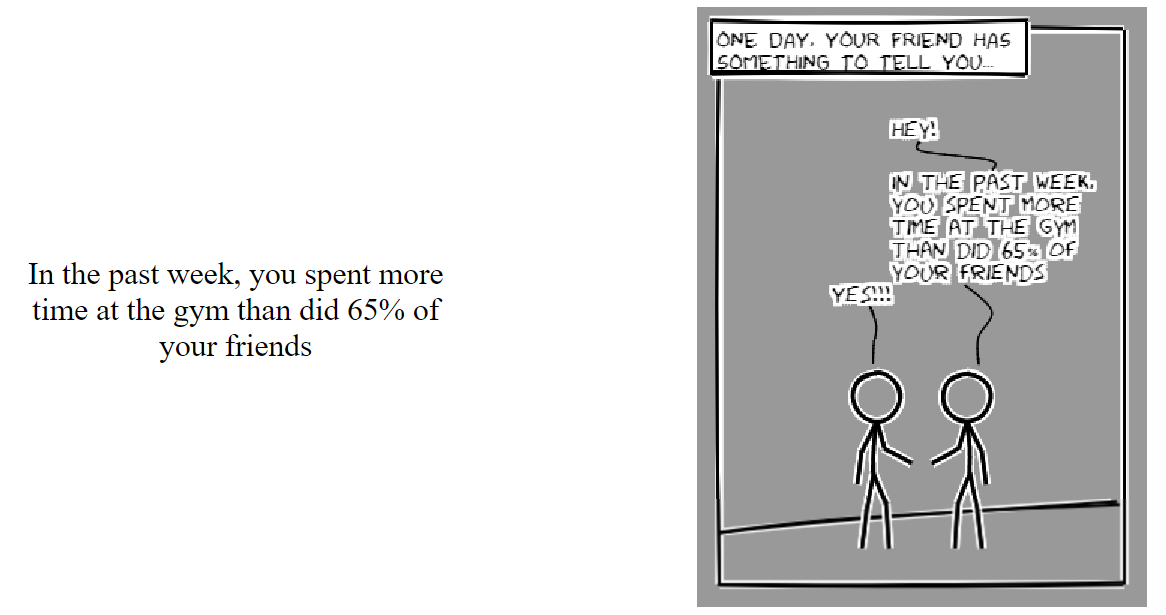 In the past week, you spent more
time at the gym than did 65% of
your friends
ONE DAY, YOUR FRIEND HAS
SOMETHING TO TELL YOU...
HEY!
IN THE PAST WEEK,
YOU SPENT MORE
TIME AT THE GYM
THAN DID 65% OF
YOUR FRIENDS
YES!!!